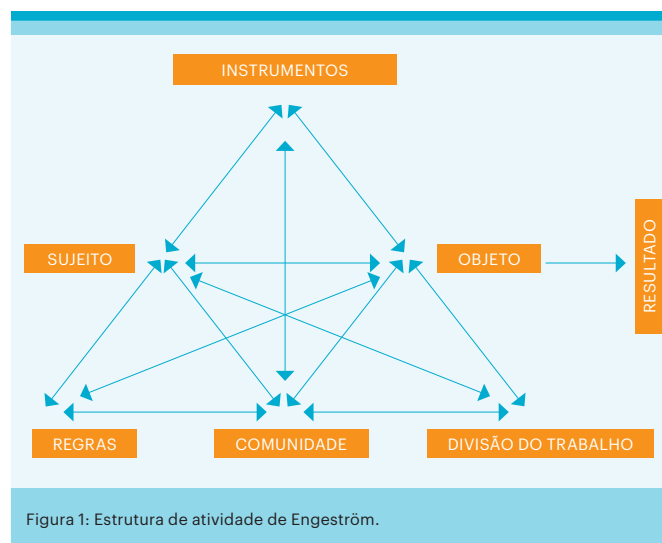 INSTRUMENTOS
SUJEITO
OBJETO
RESULTADO
REGRAS
COMUNIDADE
DIVISÃO DO TRABALHO
Figura 1: Estrutura de atividade de Engeström.